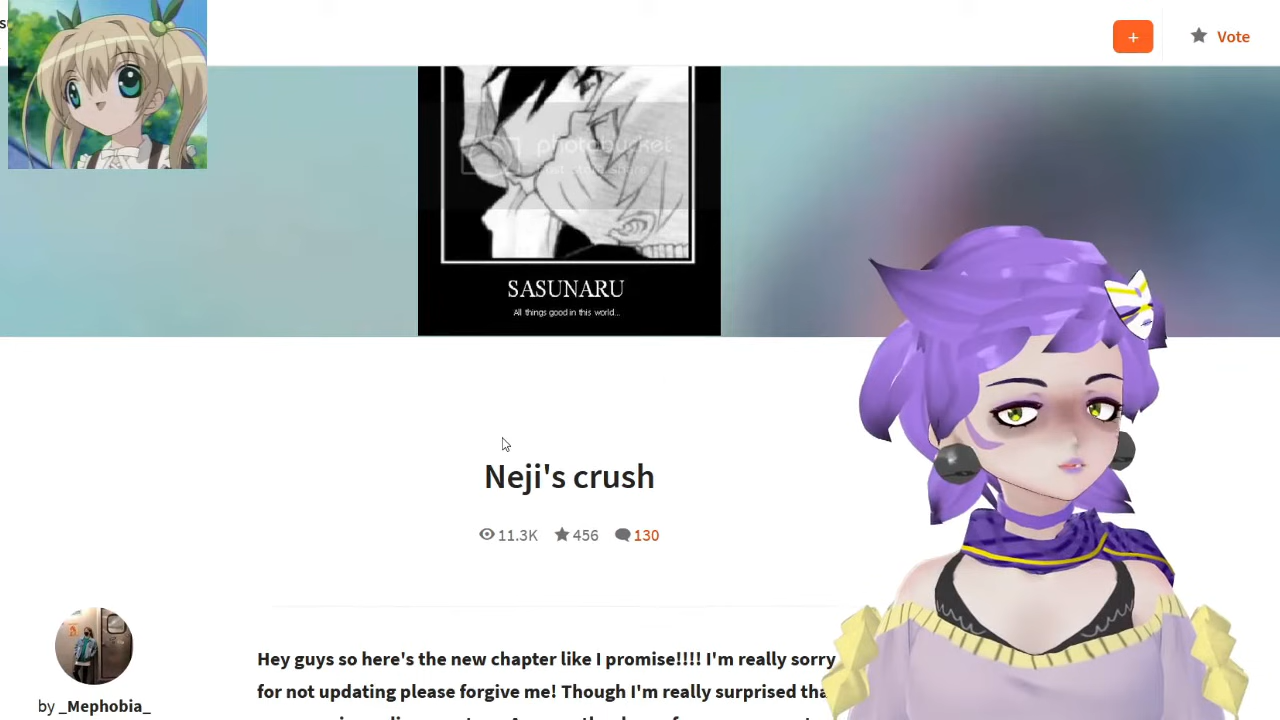 s
+
Vote
photobucket
SASUNARU
All things good in this world...
Neji's crush
11.3K
456
130
Hey guys so here's the new chapter like I promise!!!! I'm really sorry
for not updating please forgive me! Though I'm really surprised
by _Mephobia_